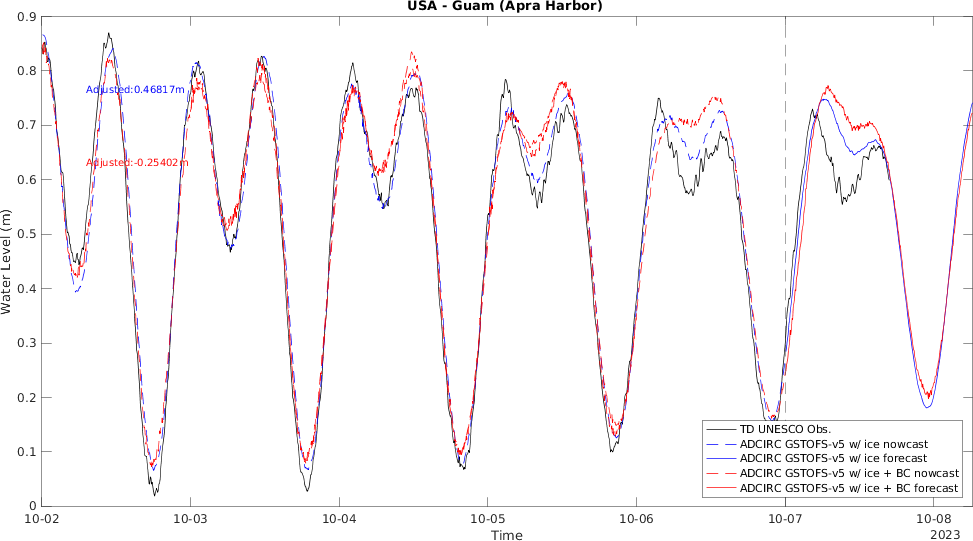 USA - Guam (Apra Harbor)
0.9
0.8
0.7
0.6
0.5
0.4
0.3
0.2
0.1
0
Water Level (m)
Adjusted:0.46817m
Adjusted:-0.25402m
TD UNESCO Obs.
ADCIRC GSTOFS-v5 w/ ice nowcast
ADCIRC GSTOFS-v5 w/ ice forecast
ADCIRC GSTOFS-v5 w/ ice + BC nowcast
ADCIRC GSTOFS-v5 w/ ice + BC forecast
10-02 10-03 10-04 10-05 10-06 10-07 10-08
Time
2023